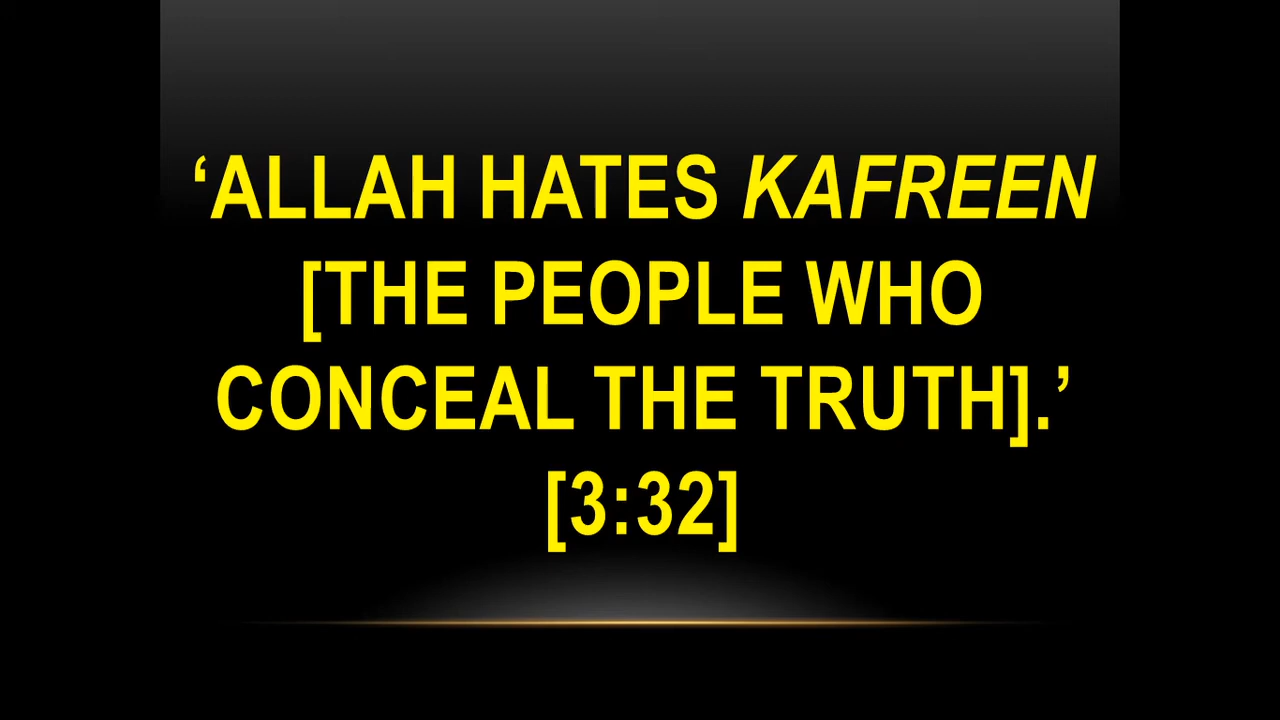 ‘ALLAH HATES KAFREEN
[THE PEOPLE WHO
CONCEAL THE TRUTH].’
[3:32]